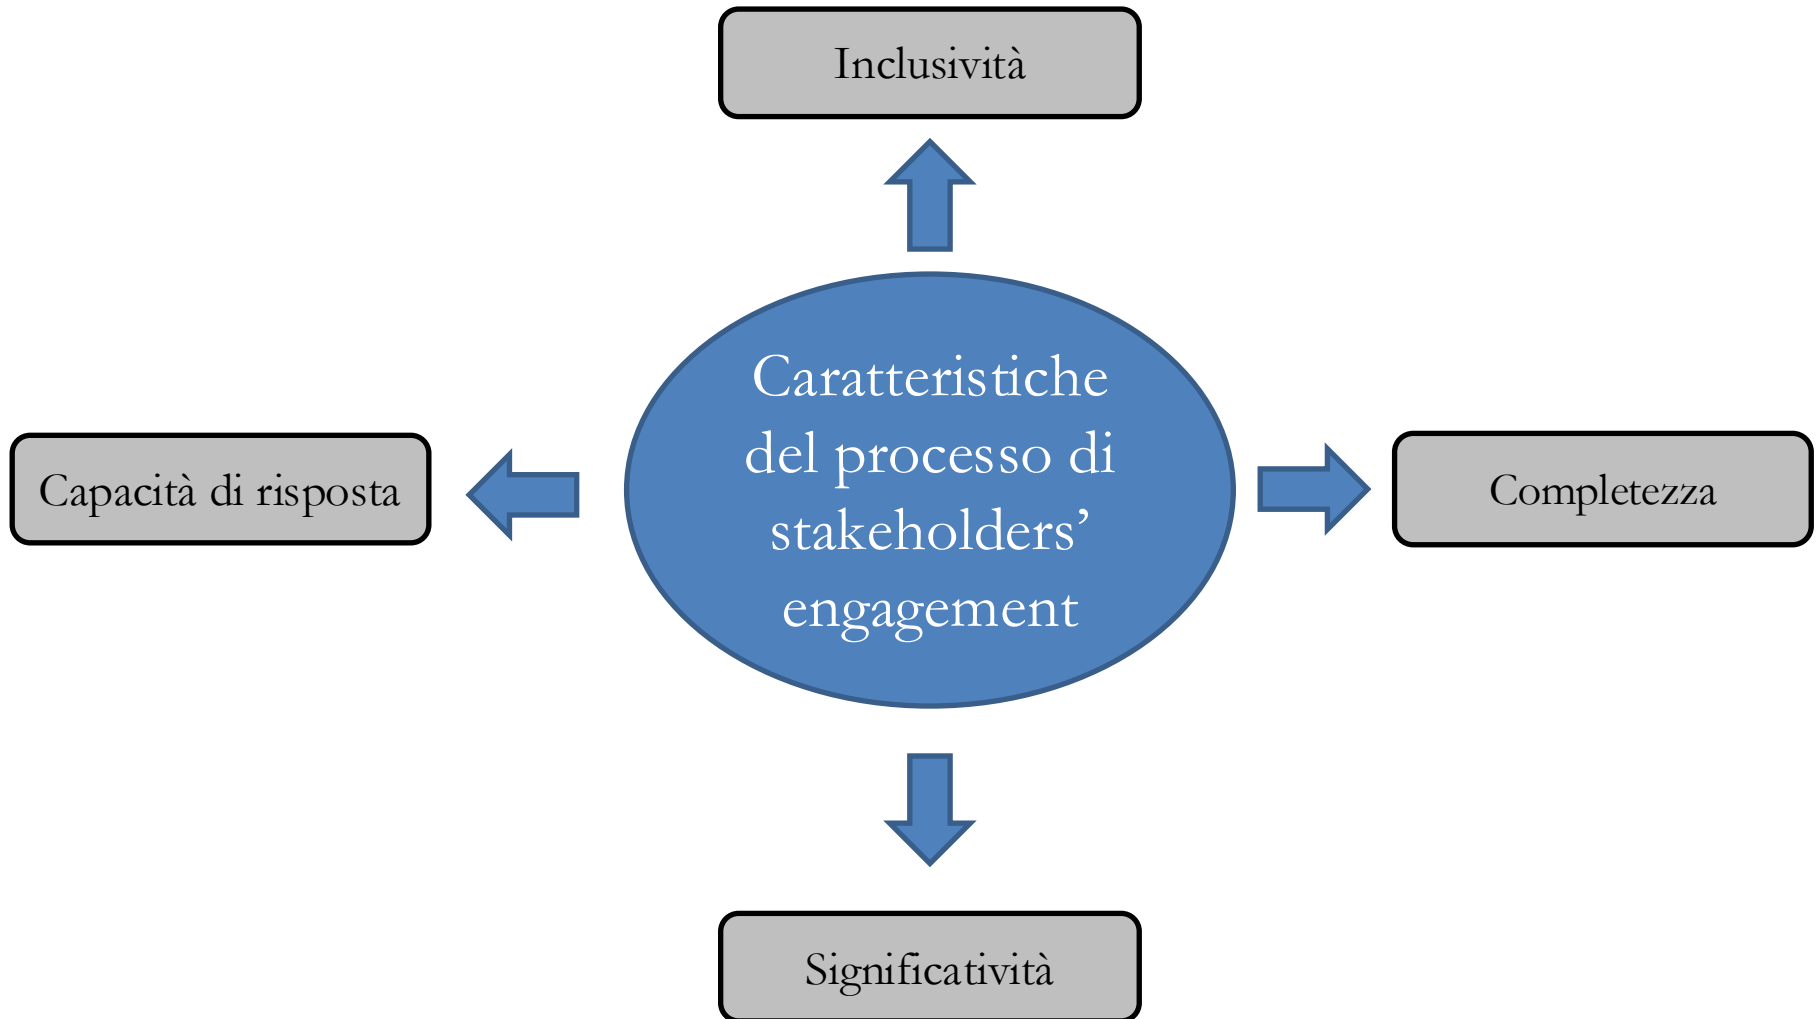 Inclusività
Caratteristiche
del processo di
stakeholders’
engagement
Capacità di risposta
Completezza
Significatività